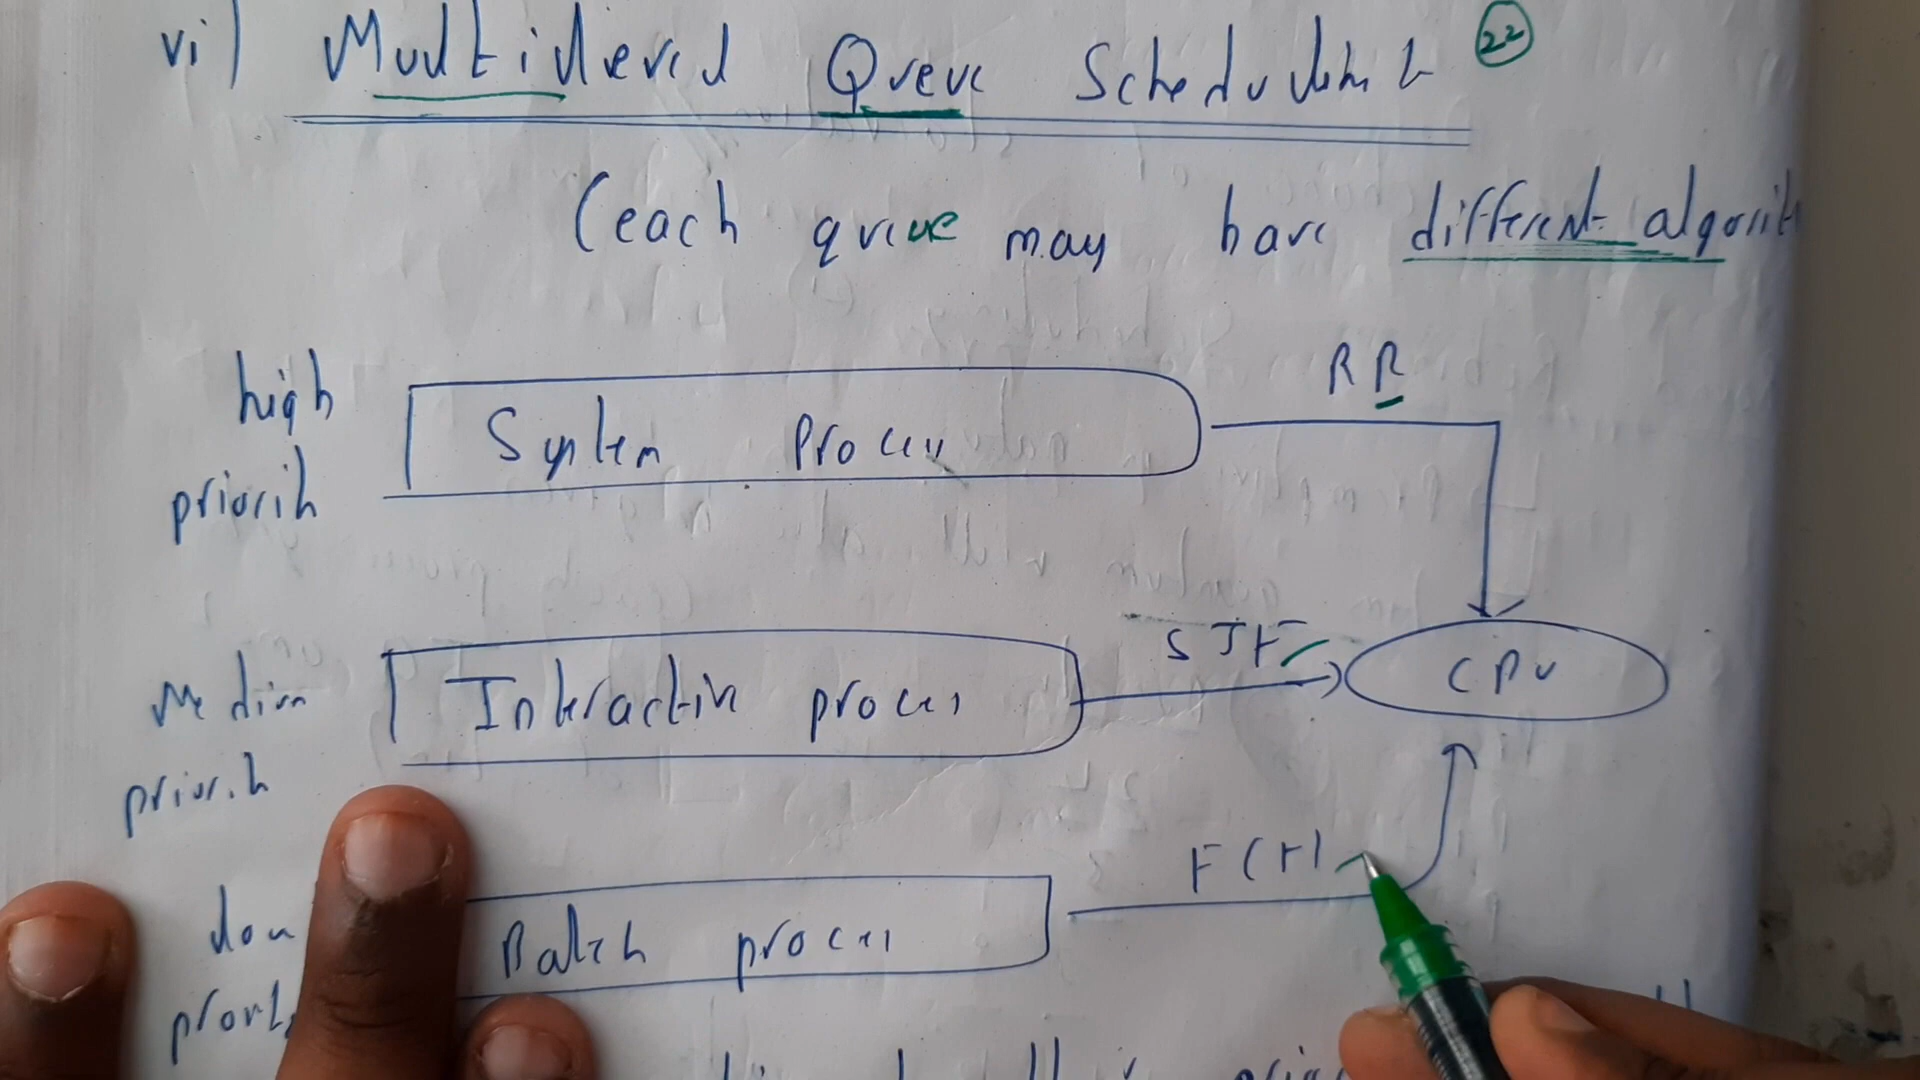 vi) Multilevel Queue Scheduling 22
(each queue may have different algorith
high priority
System Process
RR
Medium priority
Interactive process
SJF
CPU
low priority
Batch process
FCFS